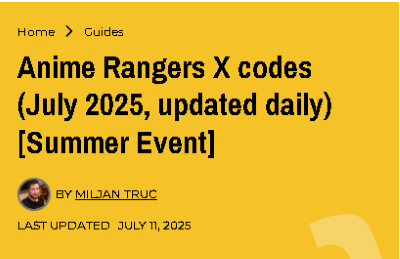 Home > Guides
Anime Rangers X codes
(July 2025, updated daily)
[Summer Event]
BY MILJAN TRUC
LAST UPDATED JULY 11, 2025